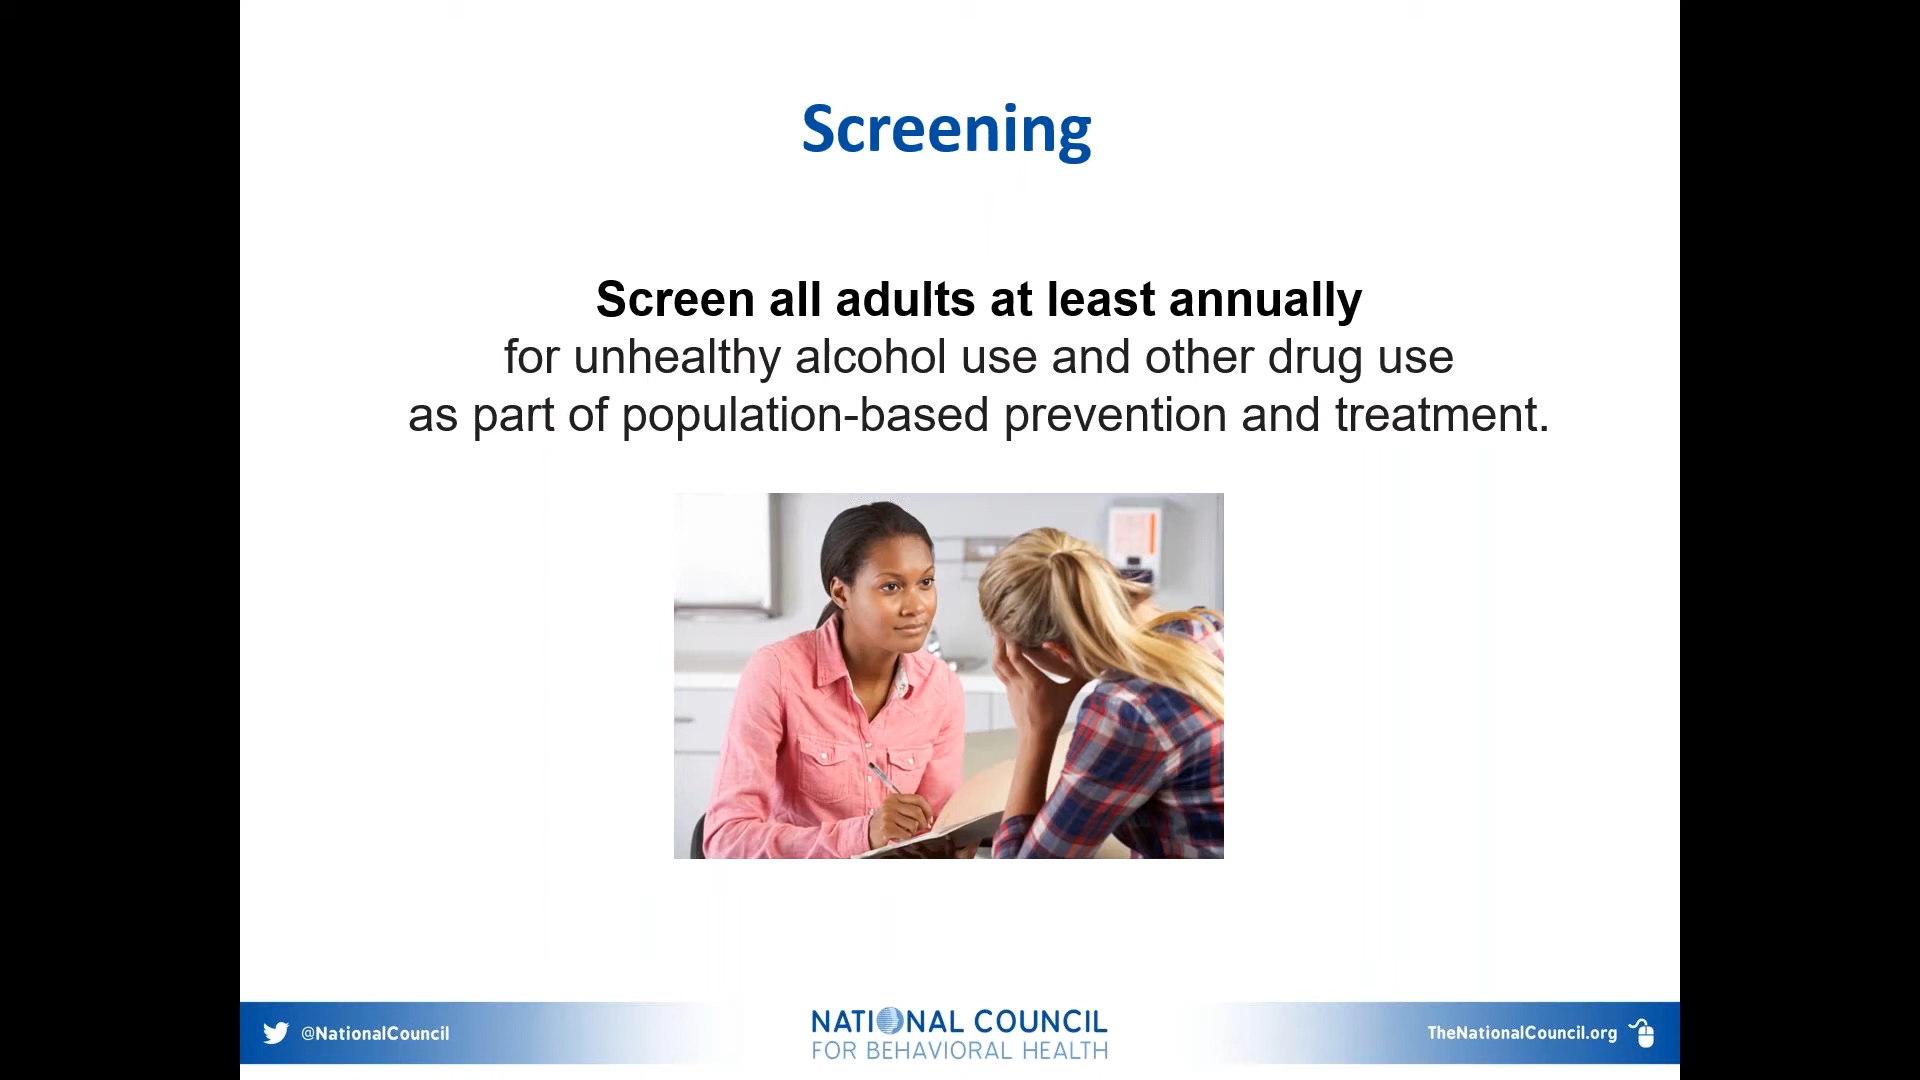 Screening
Screen all adults at least annually
for unhealthy alcohol use and other drug use
as part of population-based prevention and treatment.
@NationalCouncil
NATIONAL COUNCIL
FOR BEHAVIORAL HEALTH
TheNationalCouncil.org